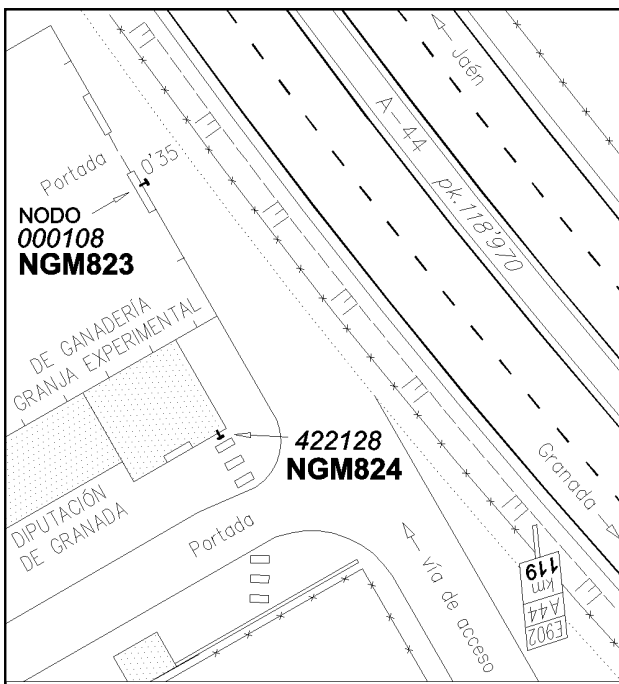 Jaén
A-44
pk.118'970
0'35
Portada
NODO
000108
NGM823
DE GANADERÍA
GRANJA EXPERIMENTAL
422128
NGM824
Granada
DIPUTACIÓN
DE GRANADA
Portada
vía de acceso
119
km
A44
E902